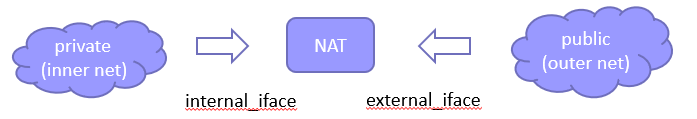 private
(inner net)
NAT
public
(outer net)
internal_iface
external_iface